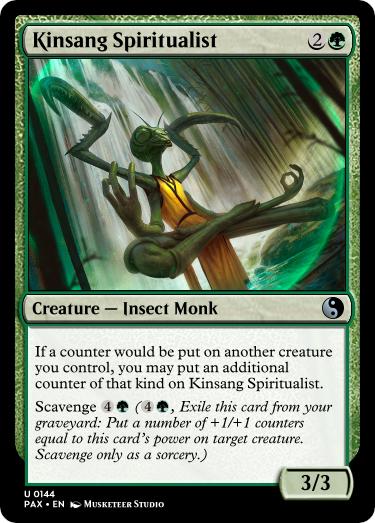 Kinsang Spiritualist 2
Creature — Insect Monk
If a counter would be put on another creature
you control, you may put an additional
counter of that kind on Kinsang Spiritualist.
Scavenge 4 (4, Exile this card from your
graveyard: Put a number of +1/+1 counters
equal to this card's power on target creature.
Scavenge only as a sorcery.)
3/3
U 0144
PAX • EN Musketeer Studio